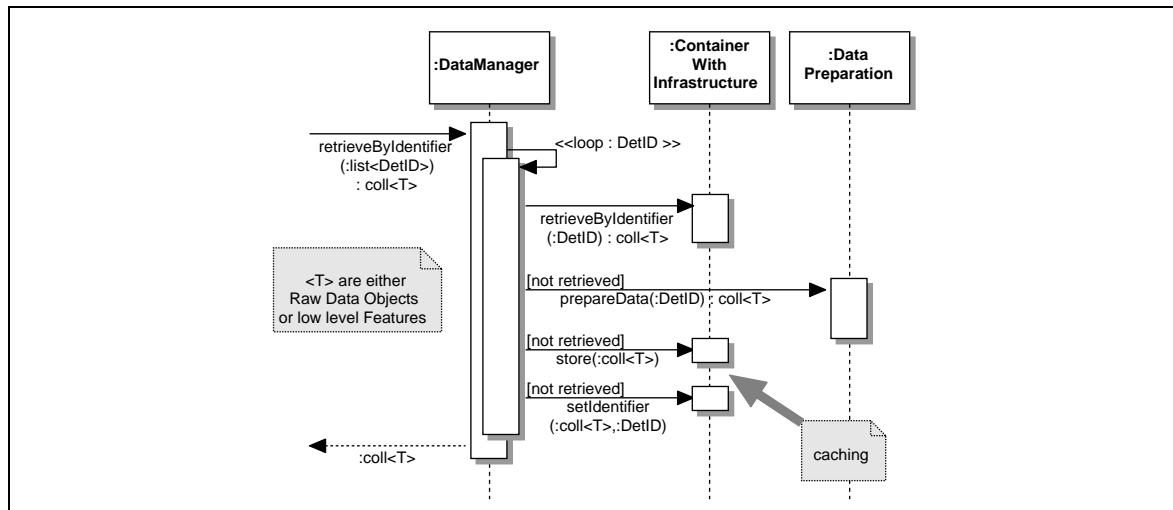 :DataManager
:Container
With
Infrastructure
:Data
Preparation
retrieveByIdentifier
(:list<DetID>)
: coll<T>
<<loop : DetID >>
retrieveByIdentifier
(:DetID) : coll<T>
<T> are either
Raw Data Objects
or low level Features
[not retrieved]
prepareData(:DetID) : coll<T>
[not retrieved]
store(:coll<T>)
[not retrieved]
setIdentifier
(:coll<T>,:DetID)
caching
:coll<T>